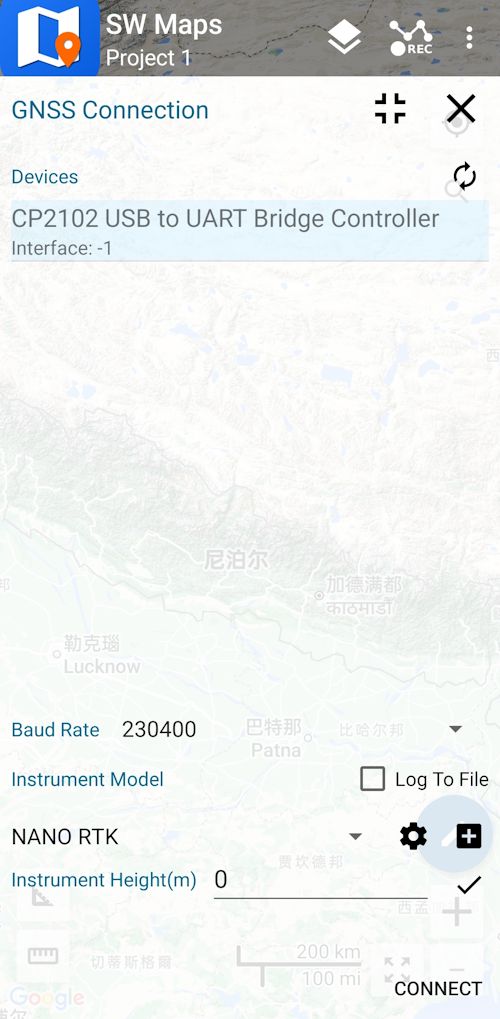 SW Maps
Project 1
REC
GNSS Connection
Devices
CP2102 USB to UART Bridge Controller
Interface: -1
西
尼泊尔
加德满都
काठमाडौं
邦
勒克瑙
Lucknow
Baud Rate 230400
巴特那
Patna
比哈尔邦
Instrument Model
Log To File
NANO RTK
贾坎德邦
Instrument Height(m) 0
西孟
切蒂斯格爾
200 km
100 mi
Google
CONNECT